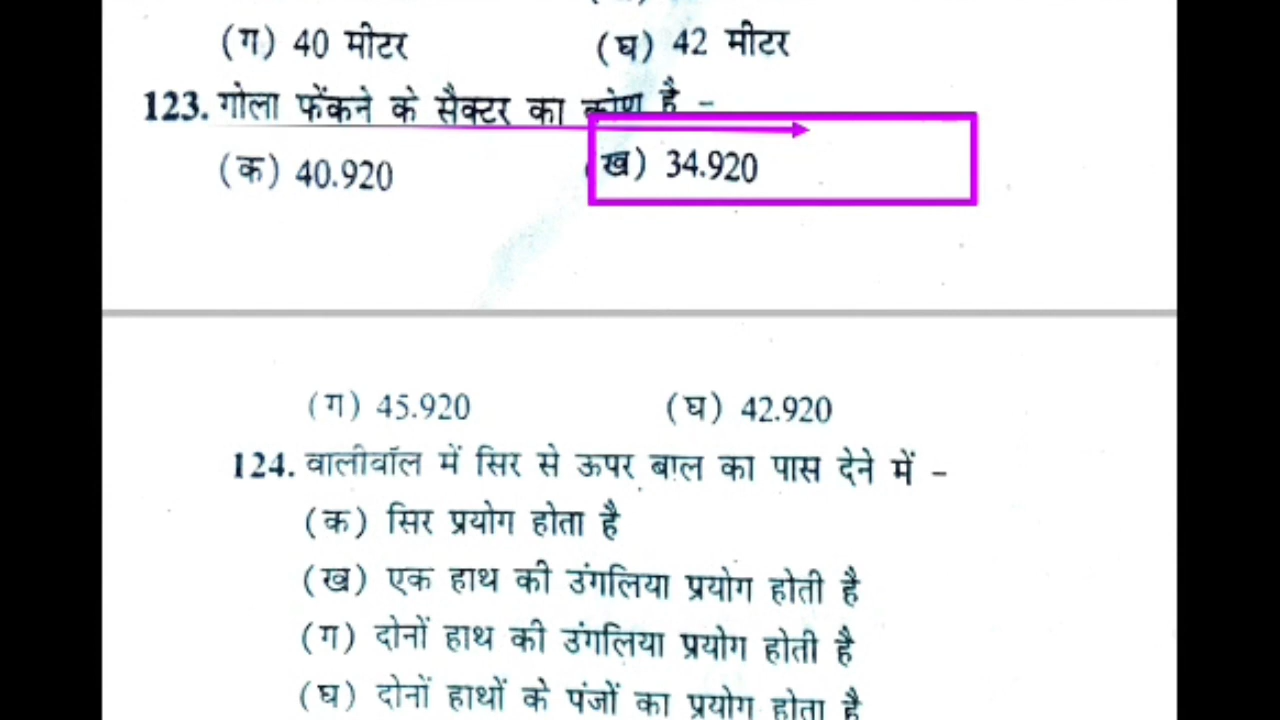 (ग) 40 मीटर (घ) 42 मीटर
123. गोला फेंकने के सैक्टर का कोण है -
(क) 40.920 (ख) 34.920
(ग) 45.920 (घ) 42.920
124. वालीवॉल में सिर से ऊपर बाल का पास देने में -
(क) सिर प्रयोग होता है
(ख) एक हाथ की उंगलिया प्रयोग होती है
(ग) दोनों हाथ की उंगलिया प्रयोग होती है
(घ) दोनों हाथों के पंजों का प्रयोग होता है